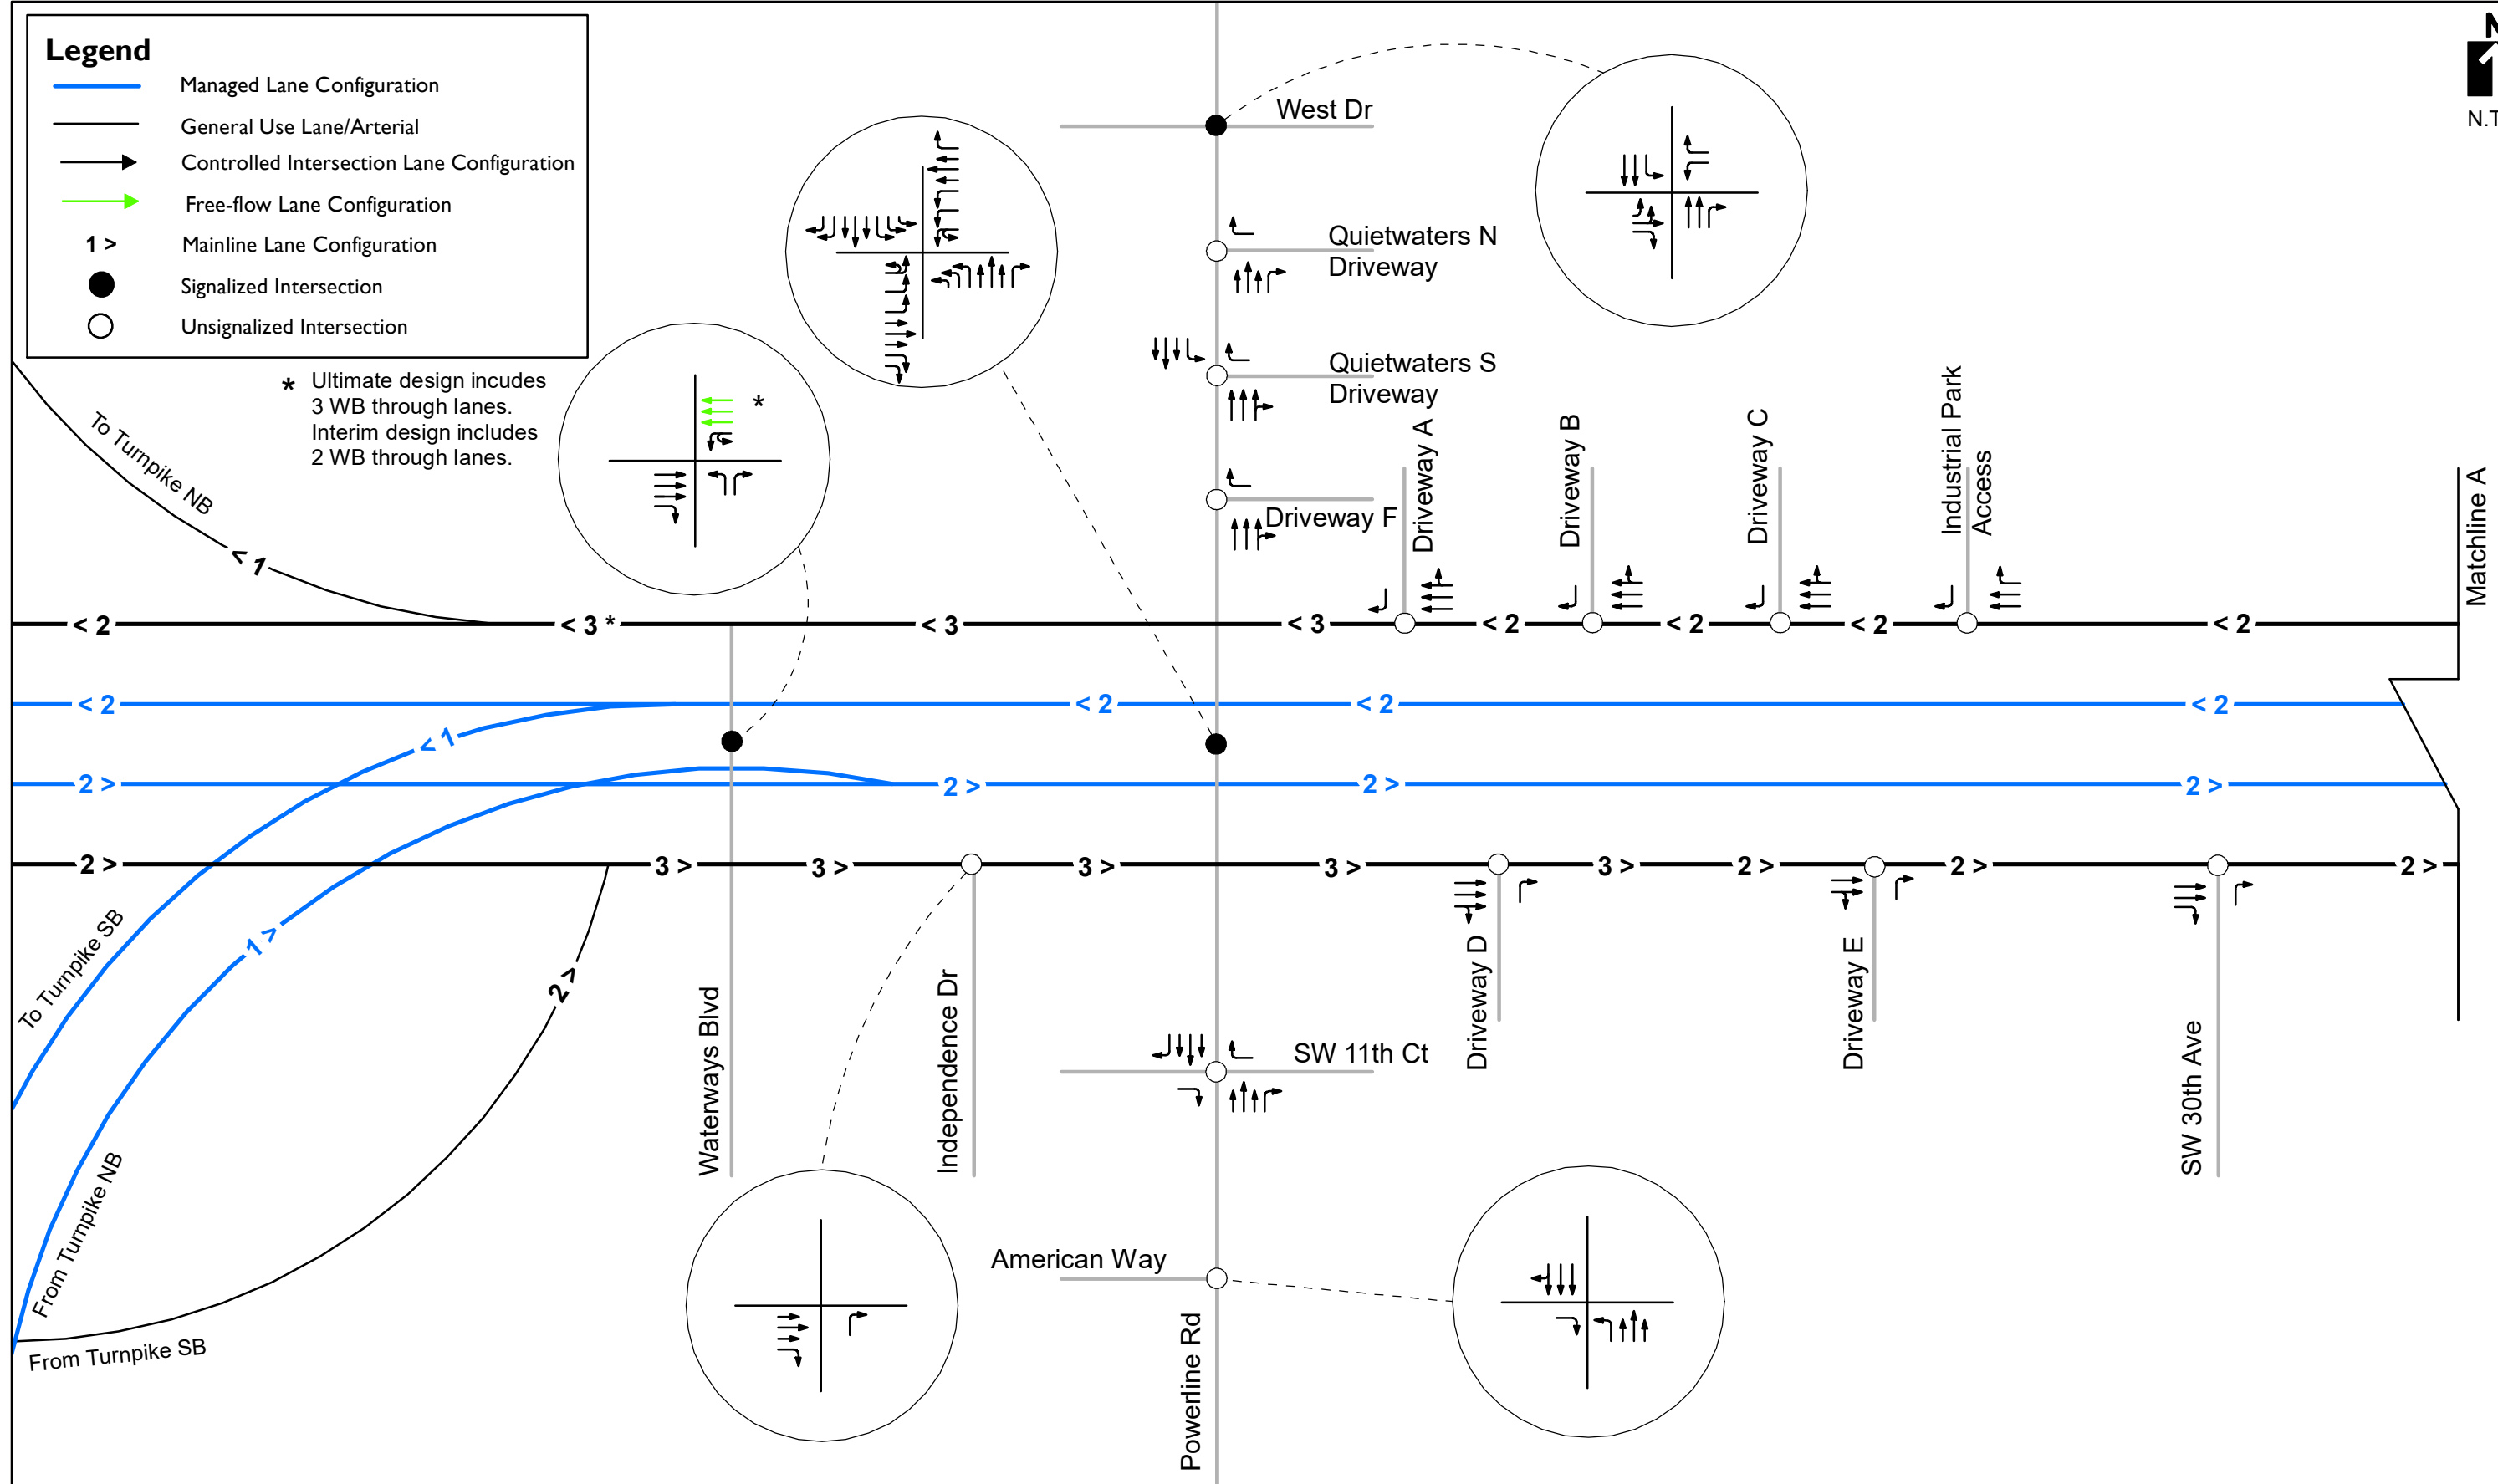 Legend
Managed Lane Configuration
General Use Lane/Arterial
Controlled Intersection Lane Configuration
Free-flow Lane Configuration
1 > Mainline Lane Configuration
Signalized Intersection
Unsignalized Intersection
* Ultimate design incudes
3 WB through lanes.
Interim design includes
2 WB through lanes.
*
N
N.T
West Dr
Quietwaters N
Driveway
Quietwaters S
Driveway
Driveway F
Driveway A
Driveway B
Driveway C
Industrial Park
Access
Matchline A
To Turnpike NB
< 1
< 2
< 3 *
< 3
< 3
< 2
< 2
< 2
< 2
< 2
< 2
< 2
< 2
< 1
2 >
2 >
2 >
2 >
2 >
3 >
3 >
3 >
3 >
3 >
2 >
2 >
2 >
1 >
2 >
To Turnpike SB
From Turnpike NB
From Turnpike SB
Waterways Blvd
Independence Dr
SW 11th Ct
Driveway D
Driveway E
SW 30th Ave
American Way
Powerline Rd